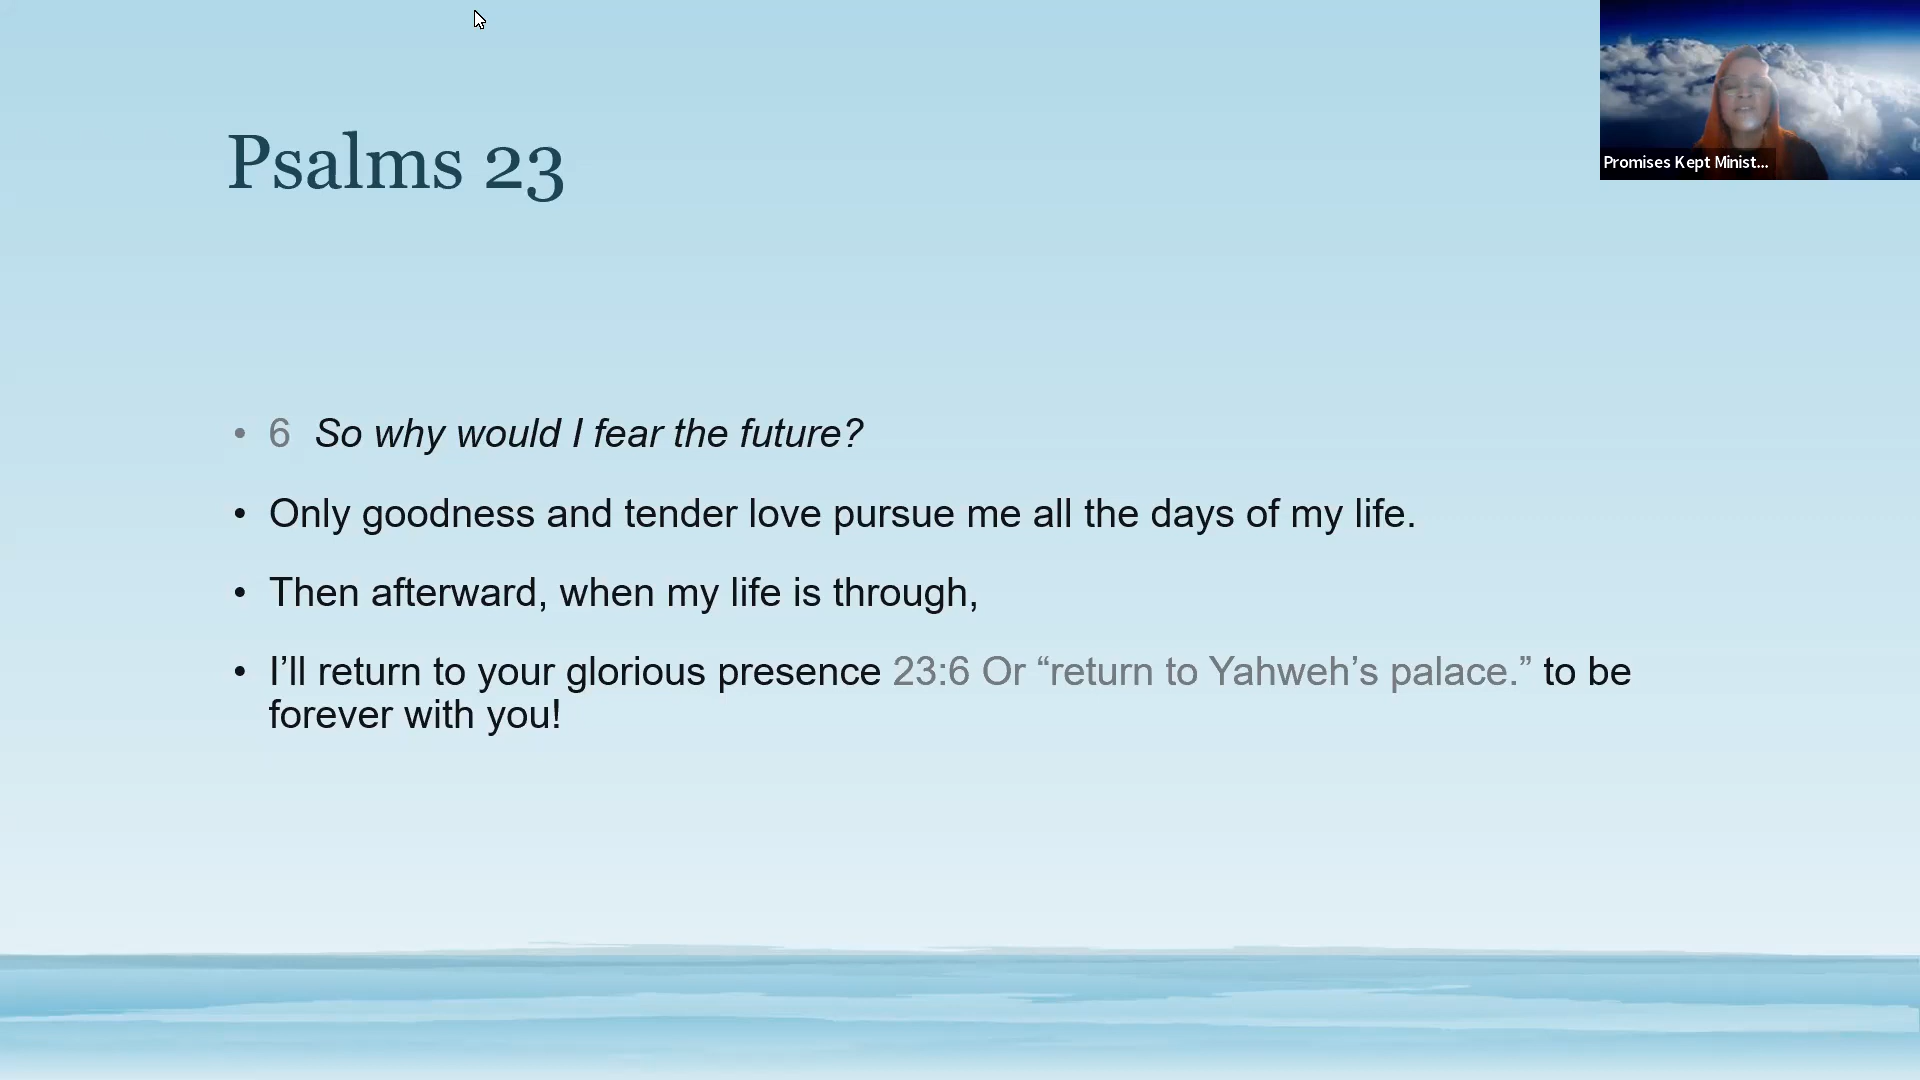 Promises Kept Minist...
Psalms 23
• 6 So why would I fear the future?
• Only goodness and tender love pursue me all the days of my life.
• Then afterward, when my life is through,
• I’ll return to your glorious presence 23:6 Or “return to Yahweh’s palace.” to be
forever with you!